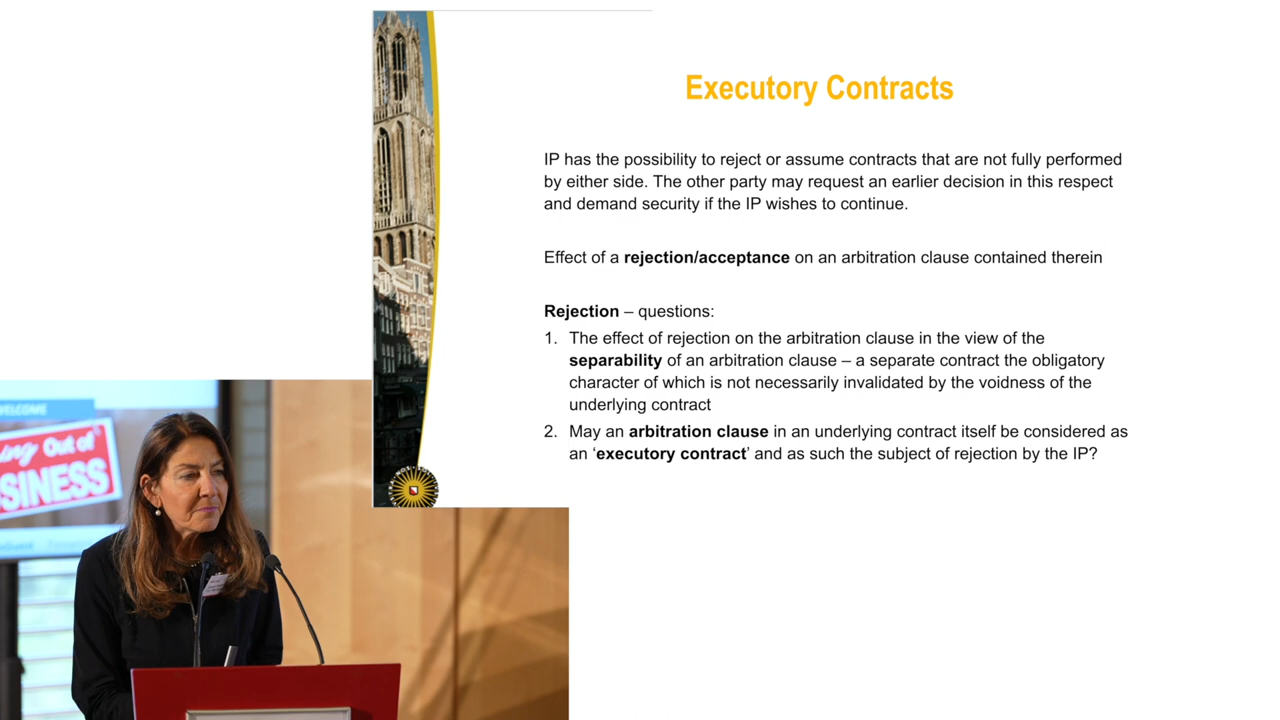 Executory Contracts
IP has the possibility to reject or assume contracts that are not fully performed
by either side. The other party may request an earlier decision in this respect
and demand security if the IP wishes to continue.
Effect of a rejection/acceptance on an arbitration clause contained therein
Rejection – questions:
1. The effect of rejection on the arbitration clause in the view of the
separability of an arbitration clause – a separate contract the obligatory
character of which is not necessarily invalidated by the voidness of the
underlying contract
2. May an arbitration clause in an underlying contract itself be considered as
an ‘executory contract’ and as such the subject of rejection by the IP?
WELCOME
Out of